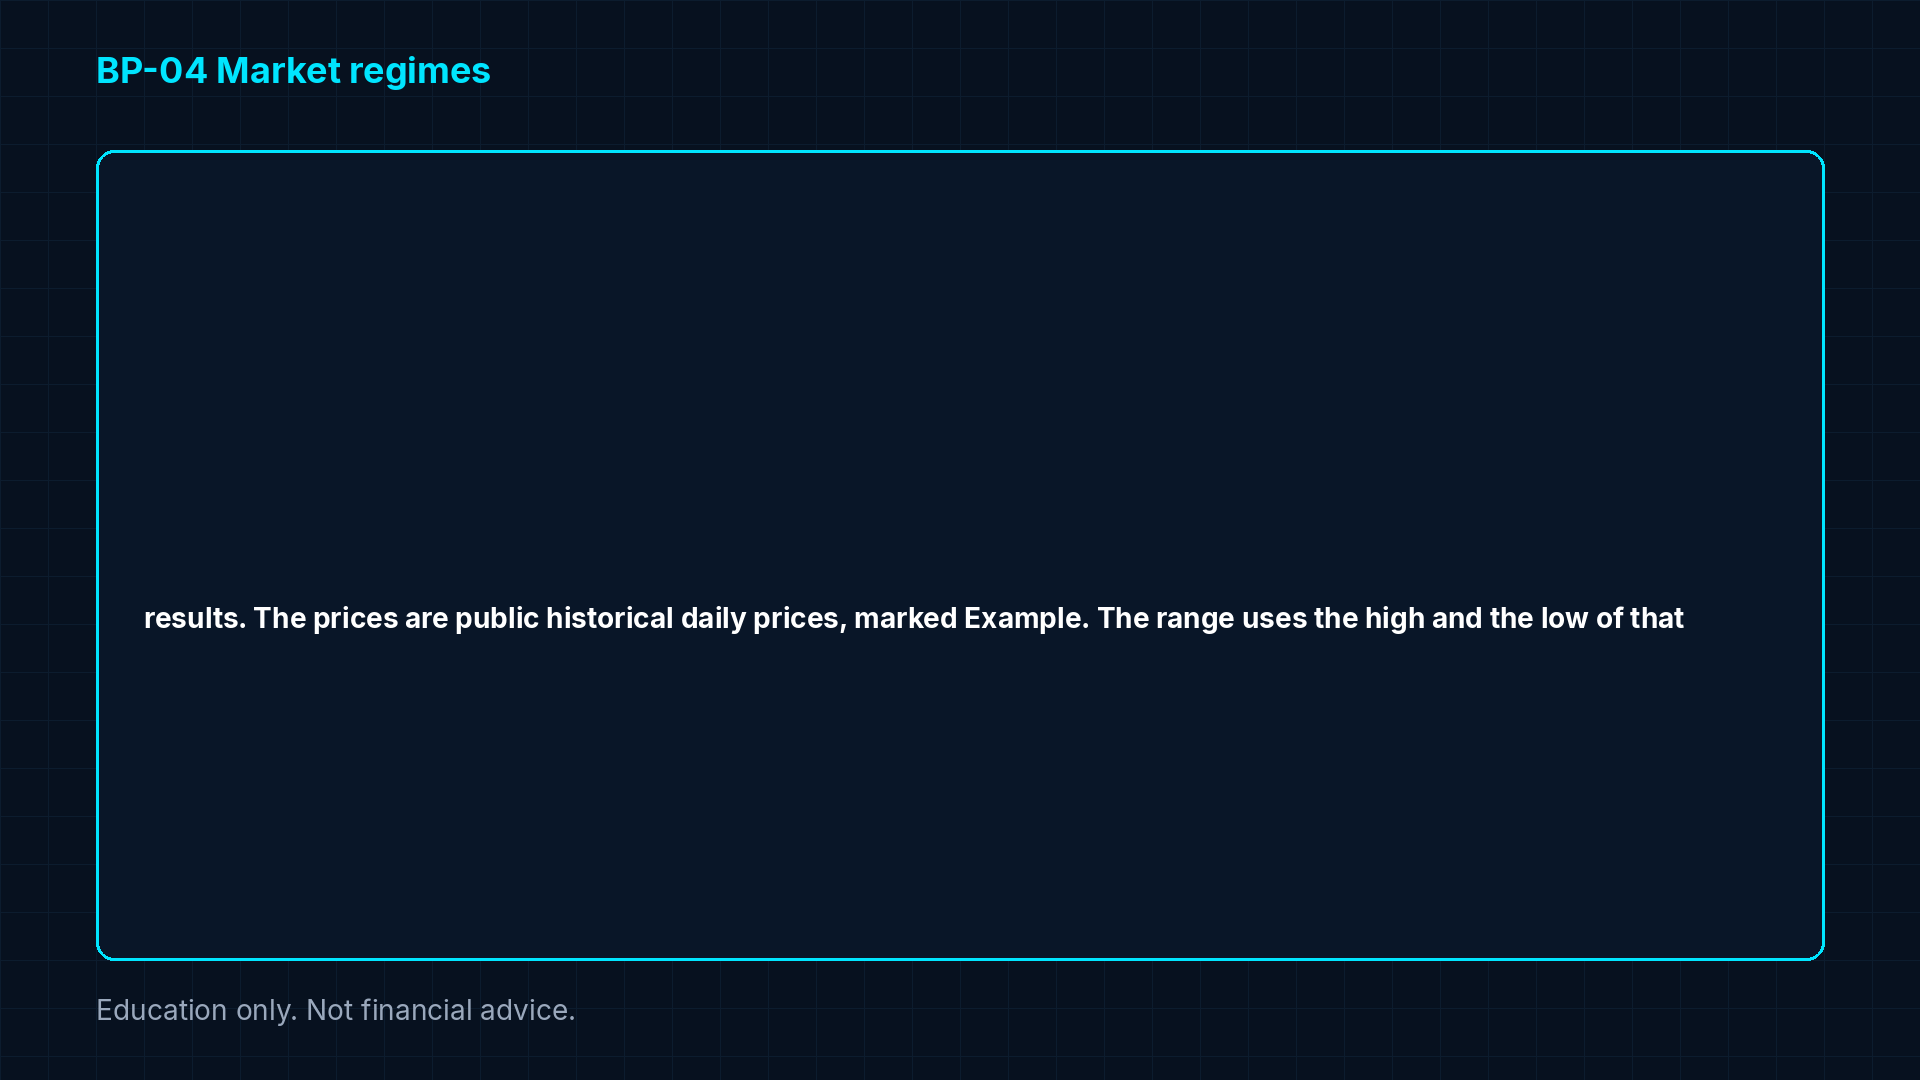 BP-04 Market regimes
results. The prices are public historical daily prices, marked Example. The range uses the high and the low of that
Education only. Not financial advice.